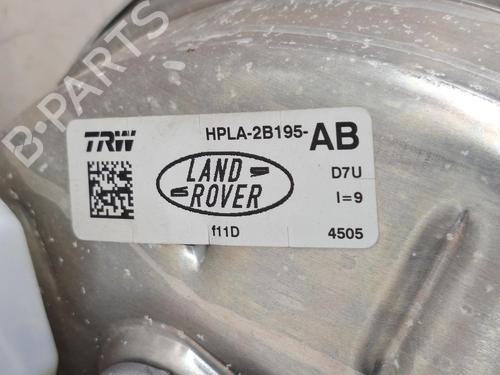 TRW
HPLA-2B195-AB
LAND
ROVER
D7U
I=9
f11D
4505
B-PARTS